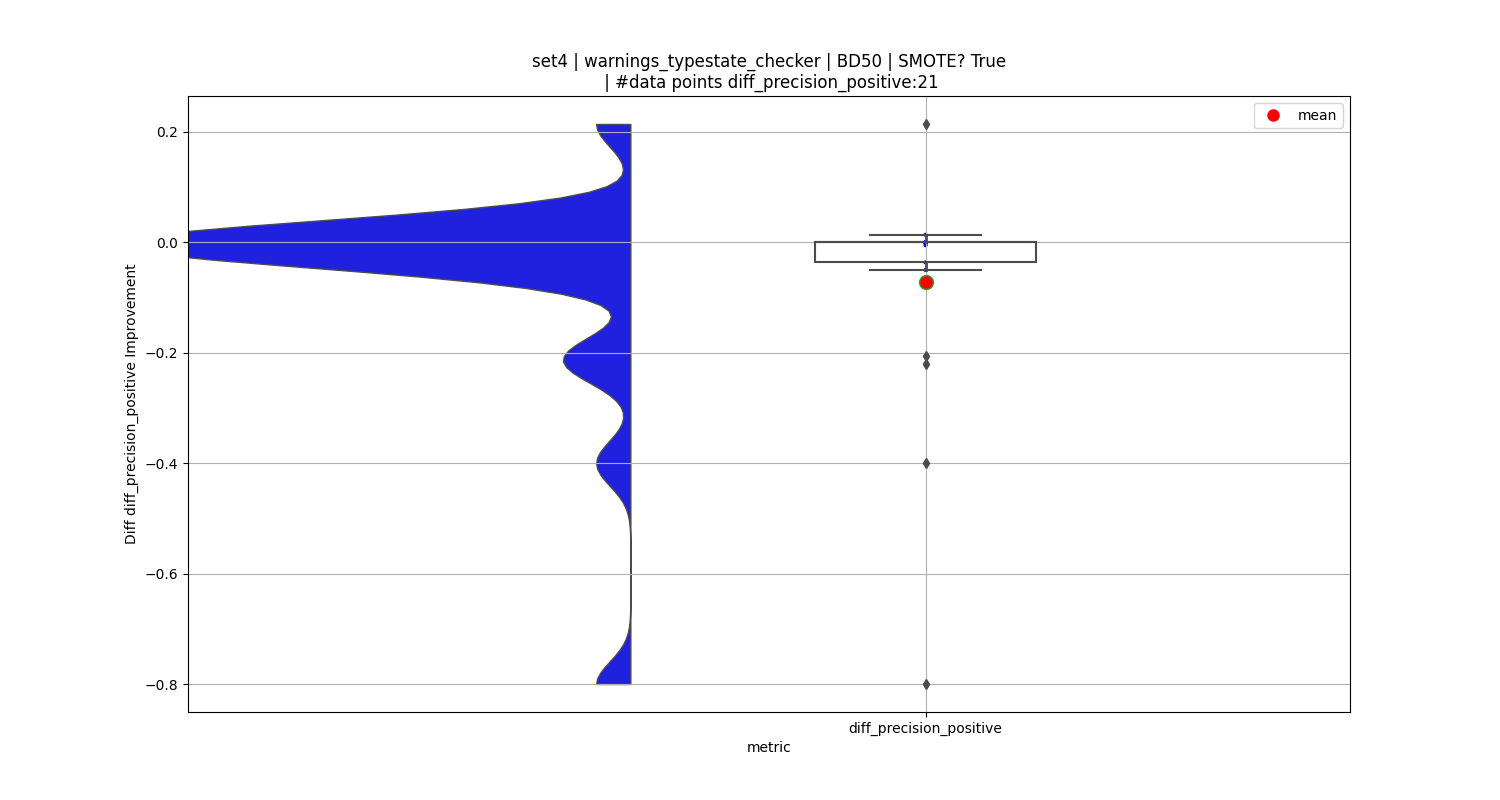 set4 | warnings_typestate_checker | BD50 | SMOTE? True
| #data points diff_precision_positive:21
mean
0.2
0.0
−0.2
−0.4
−0.6
−0.8
Diff diff_precision_positive Improvement
diff_precision_positive
metric